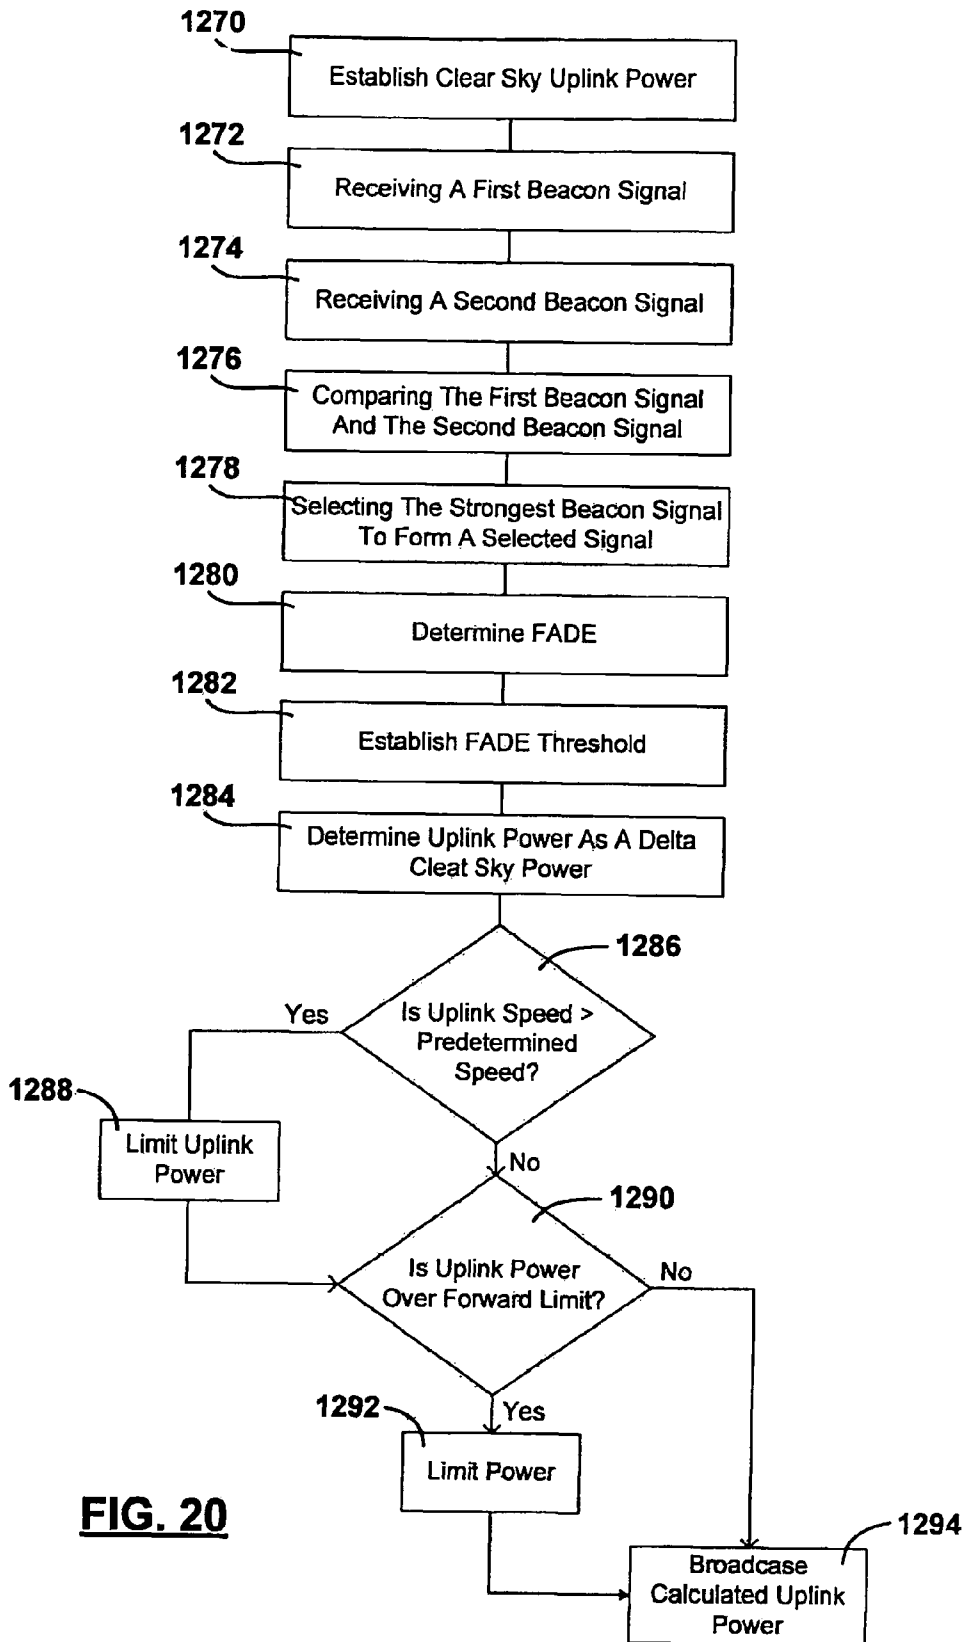 1270
Establish Clear Sky Uplink Power
1272
Receiving A First Beacon Signal
1274
Receiving A Second Beacon Signal
1276
Comparing The First Beacon Signal
And The Second Beacon Signal
1278
Selecting The Strongest Beacon Signal
To Form A Selected Signal
1280
Determine FADE
1282
Establish FADE Threshold
1284
Determine Uplink Power As A Delta
Cleat Sky Power
1286
Is Uplink Speed >
Predetermined
Speed?
Yes
1288
Limit Uplink
Power
No
1290
Is Uplink Power
Over Forward Limit?
No
Yes
1292
Limit Power
FIG. 20
1294
Broadcase
Calculated Uplink
Power